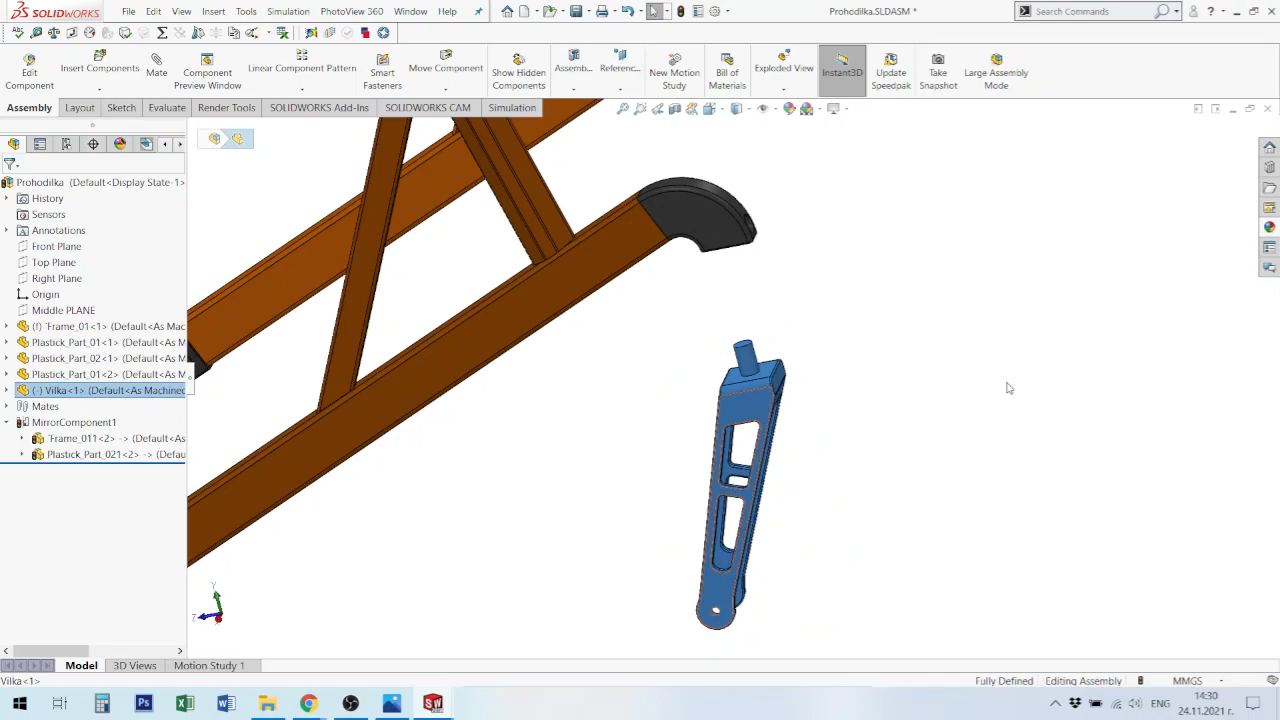 SOLIDWORKS File Edit View Insert Tools Simulation PhotoView 360 Window Help Prohodilka.SLDASM * Search Commands
Edit Component
Insert Components
Mate
Component Preview Window
Linear Component Pattern
Smart Fasteners
Move Component
Show Hidden Components
Assemb...
Referenc...
New Motion Study
Bill of Materials
Exploded View
Instant3D
Update Speedpak
Take Snapshot
Large Assembly Mode
Assembly Layout Sketch Evaluate Render Tools SOLIDWORKS Add-Ins SOLIDWORKS CAM Simulation
Prohodilka (Default<Display State-1>
History
Sensors
Annotations
Front Plane
Top Plane
Right Plane
Origin
Middle PLANE
(f) `Frame_01<1> (Default<As Mac
Plastick_Part_01<1> (Default<As M
Plastick_Part_02<1> (Default<As M
Plastick_Part_01<2> (Default<As M
(-) Vilka<1> (Default<As Machined
Mates
MirrorComponent1
`Frame_011<2> -> (Default<As
Plastick_Part_021<2> -> (Defau
Y
Z
Model 3D Views Motion Study 1
Vilka<1> Fully Defined Editing Assembly MMGS
ENG
14:30
24.11.2021 г.